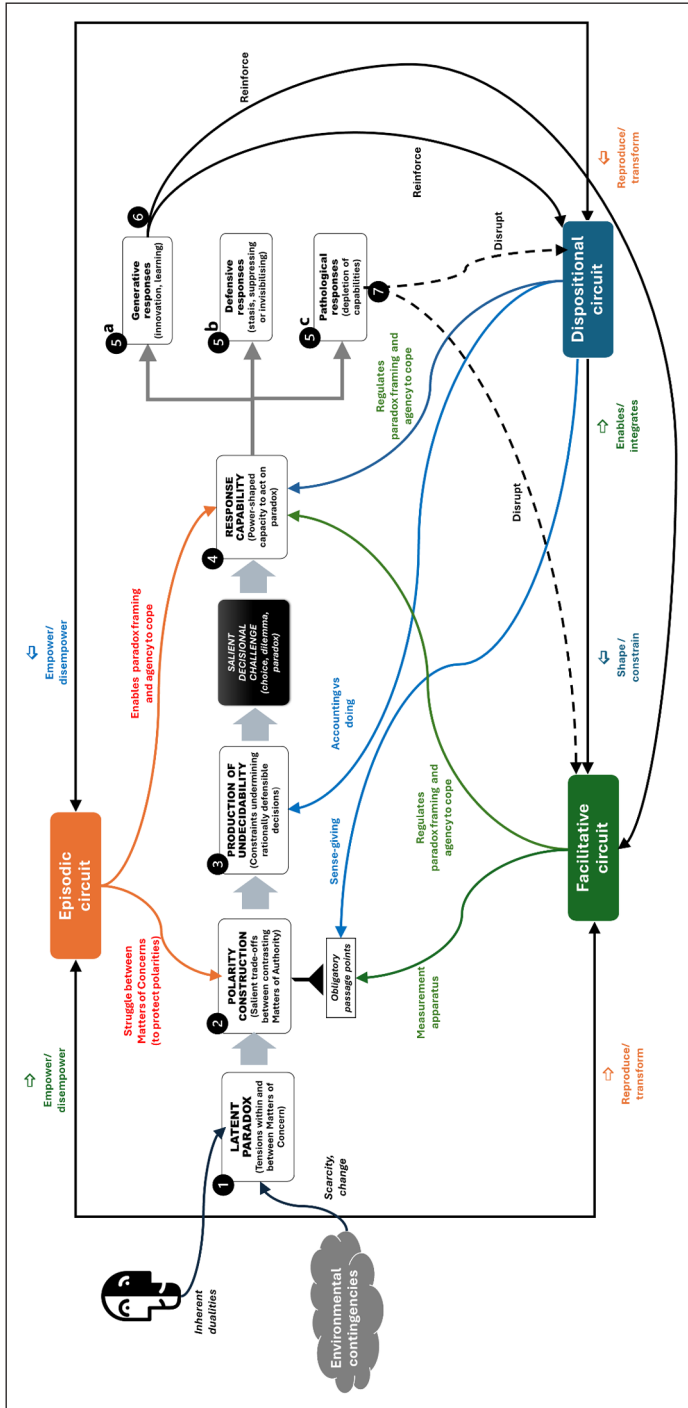 Episodic
circuit
Empower/
disempower
Empower/
disempower
Struggle between
Matters of Concerns
(to protect polarities)
Enables paradox framing
and agency to cope
Inherent
dualities
Environmental
contingencies
Scarcity,
change
1
LATENT
PARADOX
(Tensions within and
between Matters of
Concern)
2
POLARITY
CONSTRUCTION
(Salient trade-offs
between contrasting
Matters of Authority)
Obligatory
passage points
3
PRODUCTION OF
UNDECIDABILITY
(Constraints undermining
rationally defensible
decisions)
SALIENT
DECISIONAL
CHALLENGE
(choice, dilemma,
paradox)
4
RESPONSE
CAPABILITY
(Power-shaped
capacity to act on
paradox)
5
a
Generative
responses
(innovation, learning)
6
5
b
Defensive
responses
(stasis, suppressing
or invisibilising)
5
c
Pathological
responses
(depletion of
capabilities)
7
Reinforce
Reinforce
Disrupt
Disrupt
Measurement
apparatus
Sense-giving
Accounting vs
doing
Regulates
paradox framing and
agency to cope
Regulates
paradox framing and
agency to cope
Facilitative
circuit
Dispositional
circuit
Shape /
constrain
Enables/
integrates
Reproduce/
transform
Reproduce/
transform